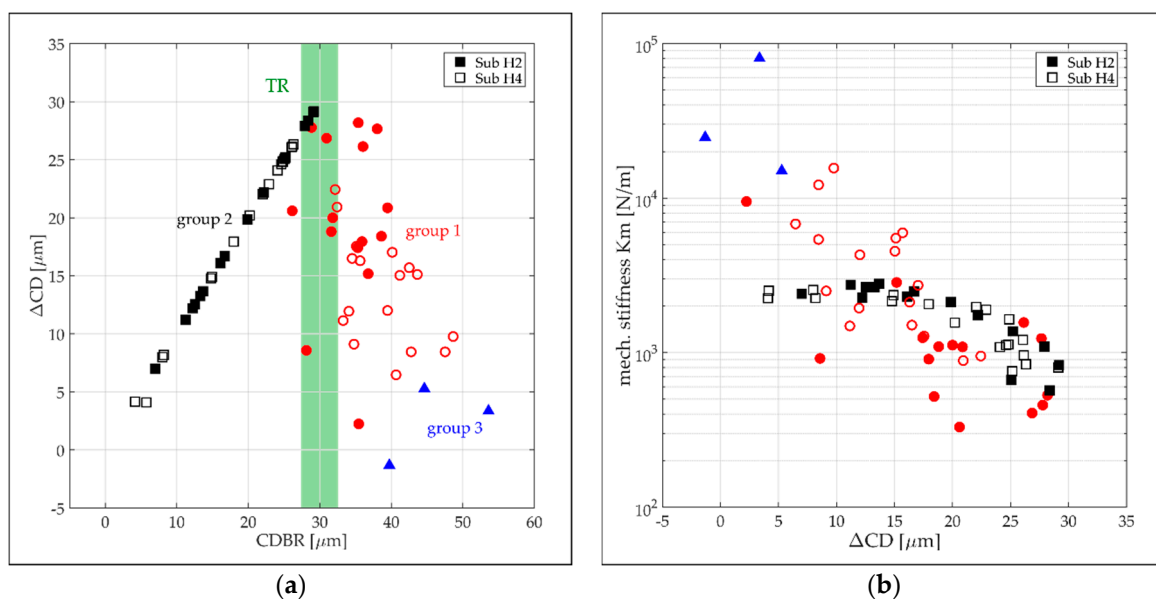 35
30
25
20
15
10
5
0
-5
ΔCD [μm]
TR
Sub H2
Sub H4
group 2
group 1
group 3
0 10 20 30 40 50 60
CDBR [μm]
(a)
10^5
10^4
10^3
10^2
mech. stiffness Km [N/m]
Sub H2
Sub H4
-5 0 5 10 15 20 25 30 35
ΔCD [μm]
(b)